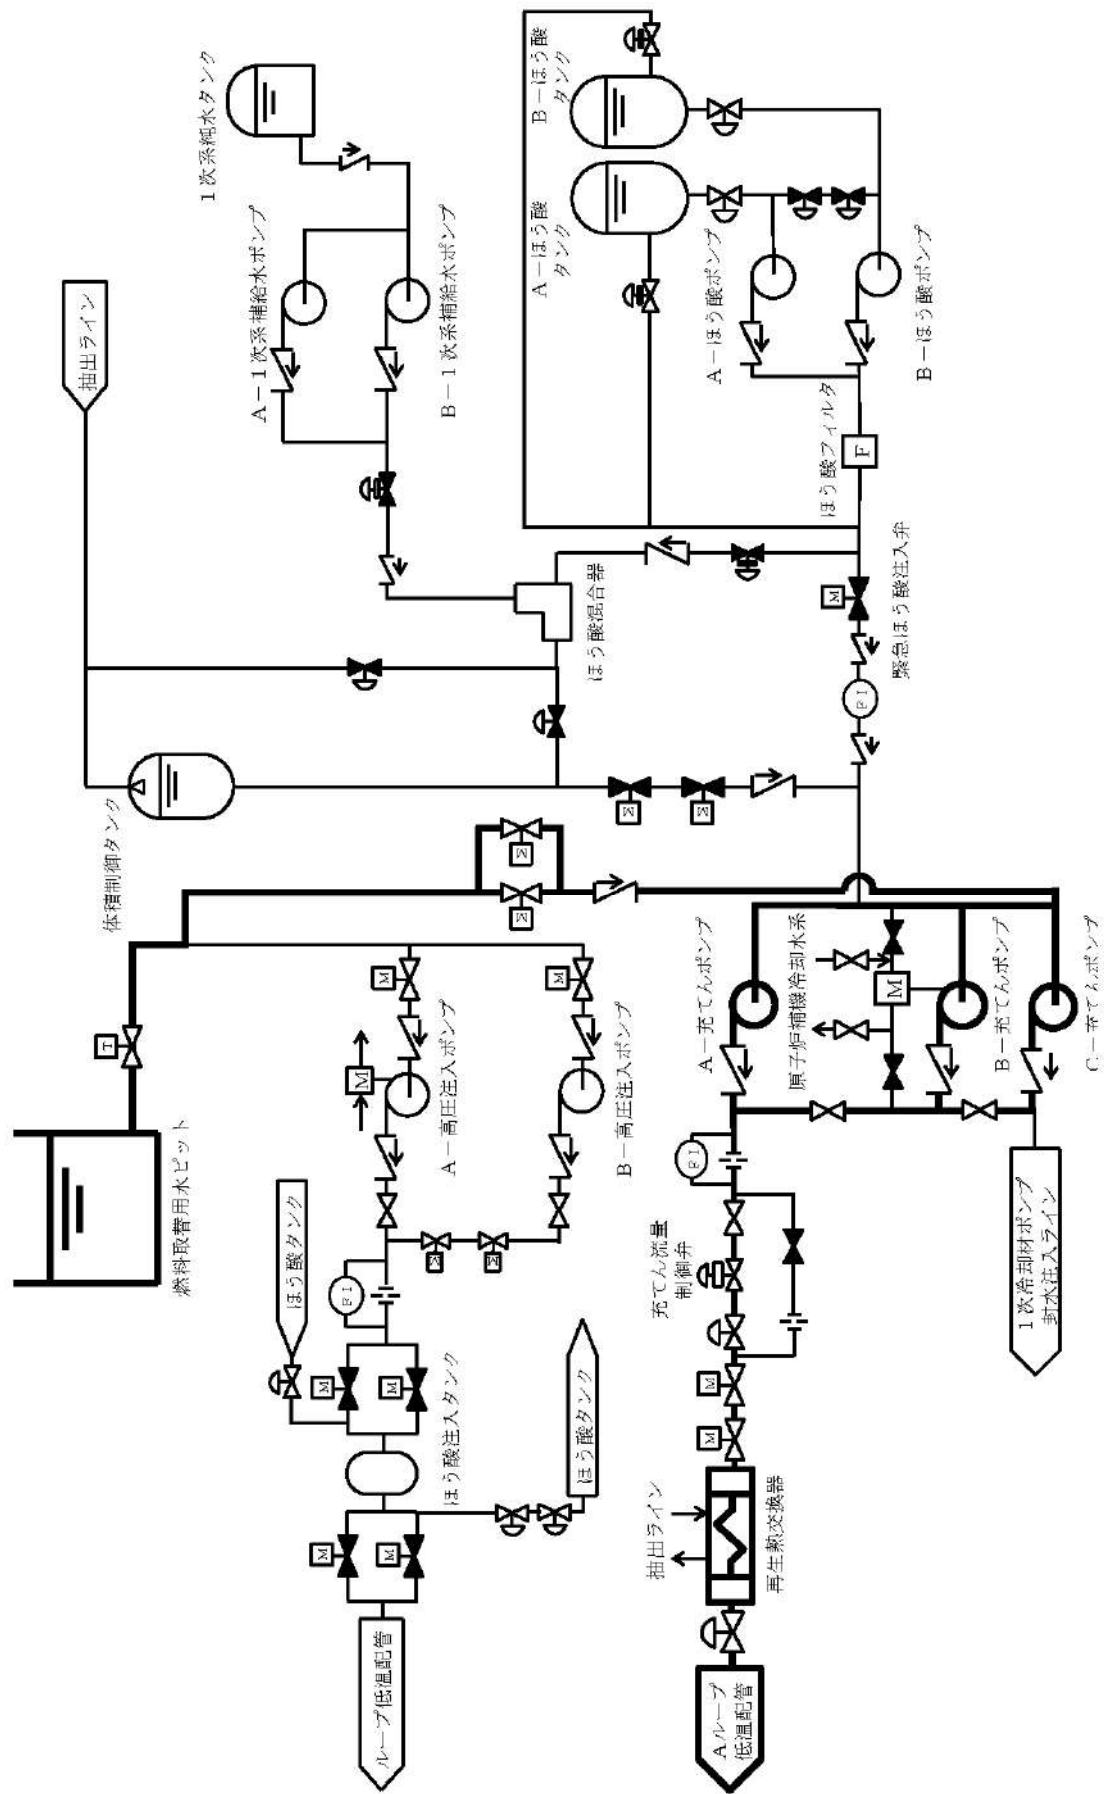 燃料取替用水ピット
体積制御タンク
抽出ライン
1次系純水タンク
A－1次系補給水ポンプ
B－1次系補給水ポンプ
ほう酸混合器
B－ほう酸
タンク
A－ほう酸
タンク
A－ほう酸ポンプ
B－ほう酸ポンプ
ほう酸フィルタ
F
緊急ほう酸注入弁
M
FI
M
M
M
M
T
M
M
M
A－高圧注入ポンプ
B－高圧注入ポンプ
M
M
FI
ほう酸タンク
M
M
ほう酸注入タンク
M
M
ほう酸タンク
ループ低温配管
A－充てんポンプ
原子炉補機冷却水系
M
B－充てんポンプ
C－充てんポンプ
FI
充てん流量
制御弁
M
M
1次冷却材ポンプ
封水注入ライン
抽出ライン
再生熱交換器
Aループ
低温配管